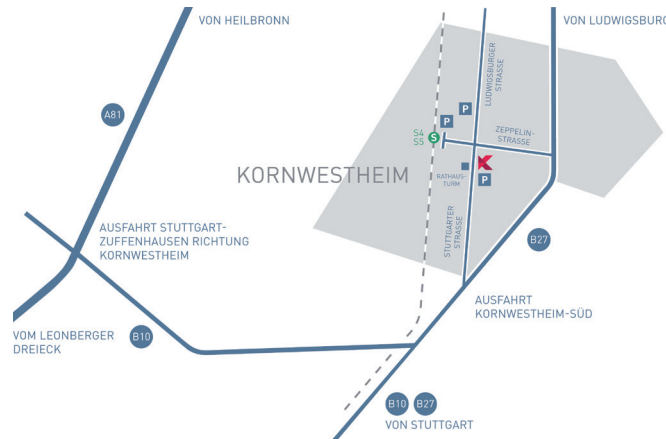 VON HEILBRONN
VON LUDWIGSBURG
A81
LUDWIGSBURGER
STRASSE
P
P
S4
S5
S
ZEPPELIN-
STRASSE
KORNWESTHEIM
RATHAUS-
TURM
P
STUTTGARTER
STRASSE
AUSFAHRT STUTTGART-
ZUFFENHAUSEN RICHTUNG
KORNWESTHEIM
B27
AUSFAHRT
KORNWESTHEIM-SÜD
VOM LEONBERGER
DREIECK
B10
B10
B27
VON STUTTGART